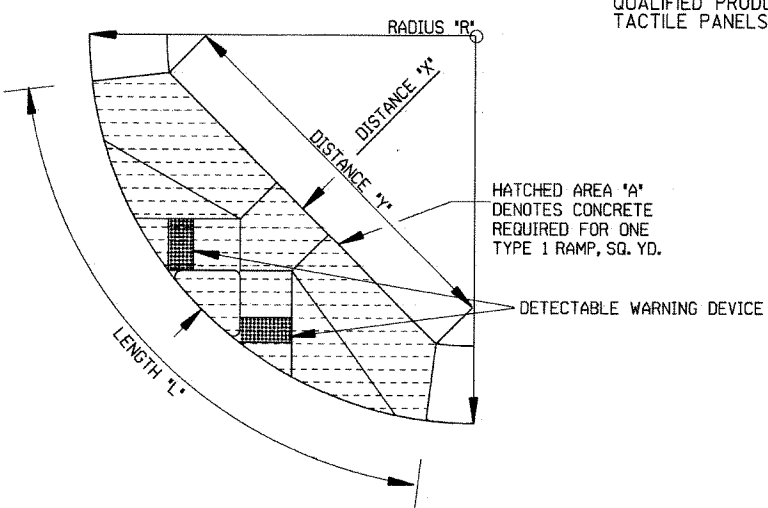 QUALIFIED
TACTILE PANELS
RADIUS "R"
DISTANCE "X"
DISTANCE "Y"
HATCHED AREA "A"
DENOTES CONCRETE
REQUIRED FOR ONE
TYPE 1 RAMP, SQ. YD.
DETECTABLE WARNING DEVICE
LENGTH "L"